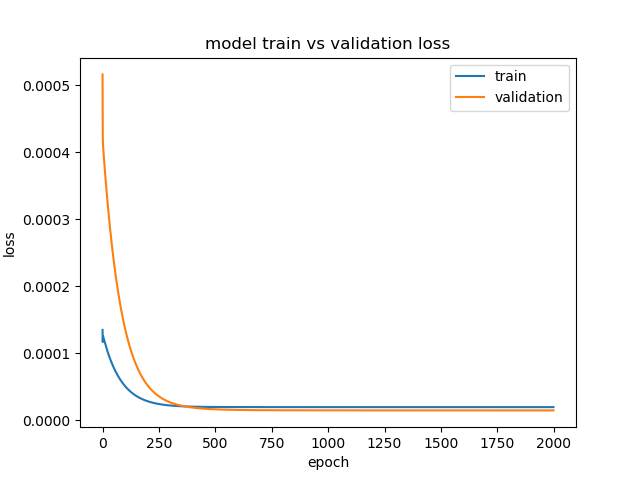 model train vs validation loss
train
validation
0.0005
0.0004
0.0003
0.0002
0.0001
0.0000
loss
0 250 500 750 1000 1250 1500 1750 2000
epoch